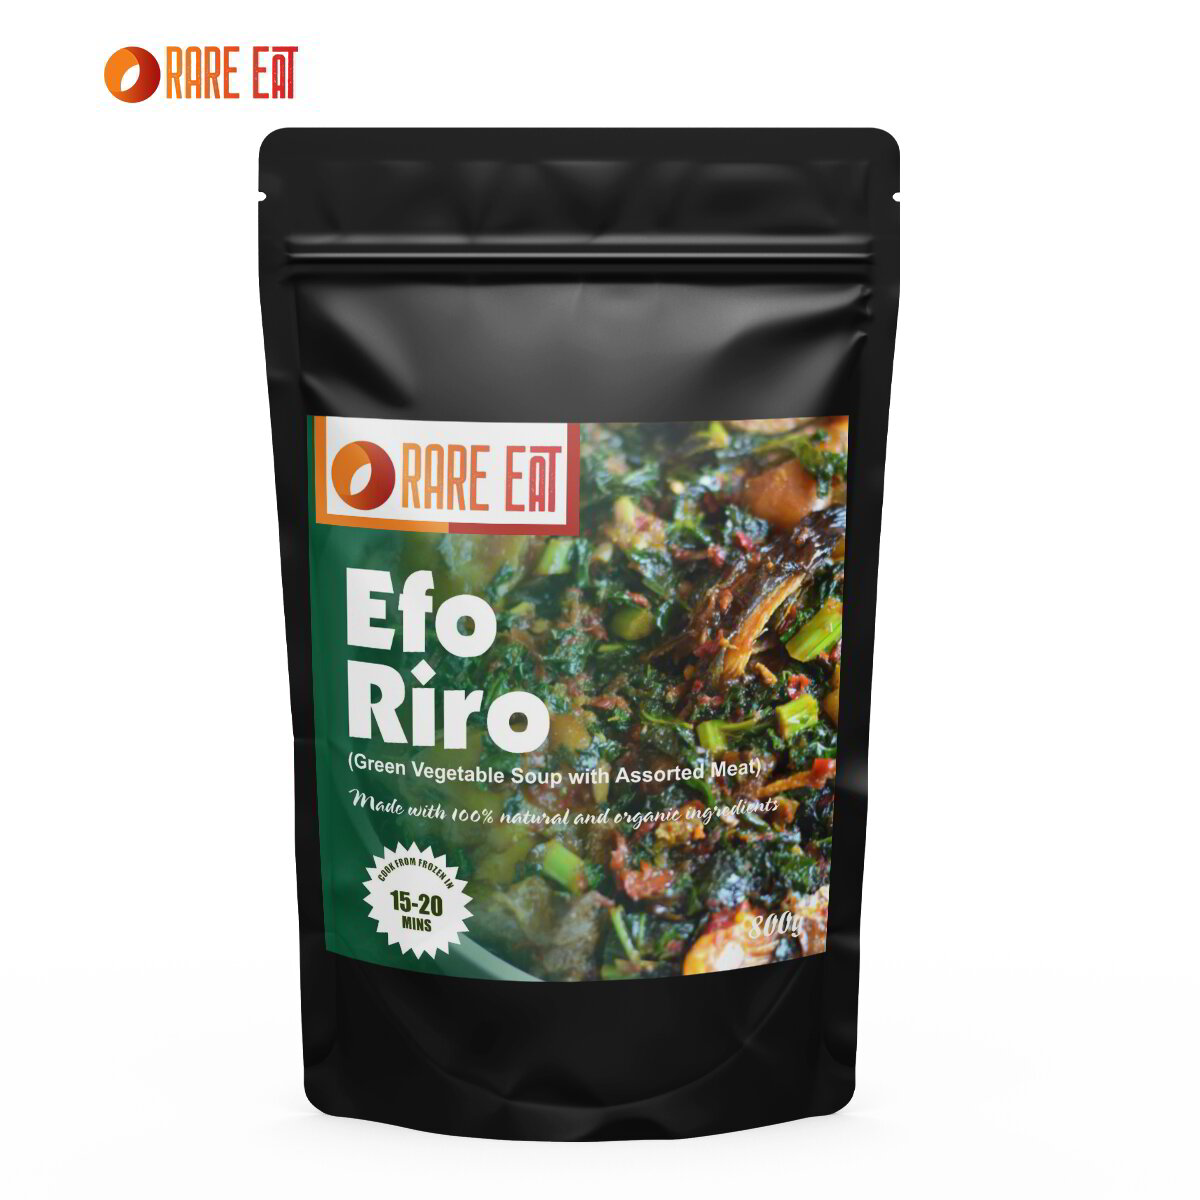 RARE EAT
RARE EAT
Efo
Riro
(Green Vegetable Soup with Assorted Meat)
Made with 100% natural and organic ingredients
COOK FROM FROZEN IN
15-20
MINS
800g